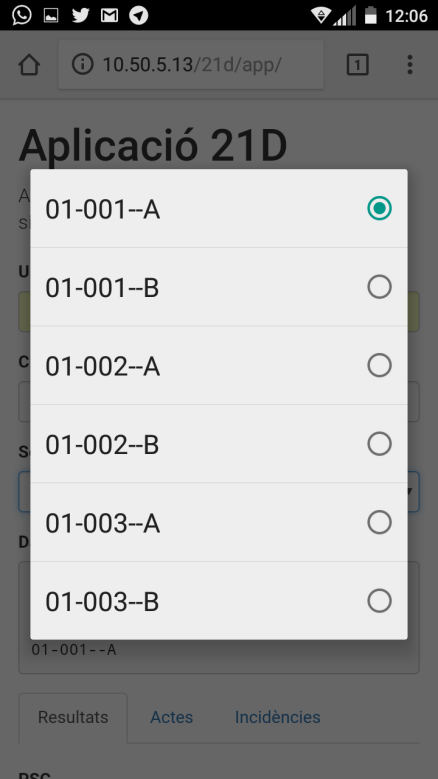 12:06
10.50.5.13/21d/app/
1
Aplicació 21D
01-001--A
01-001--B
01-002--A
01-002--B
01-003--A
01-003--B
01-001--A
Resultats
Actes
Incidències
PSC